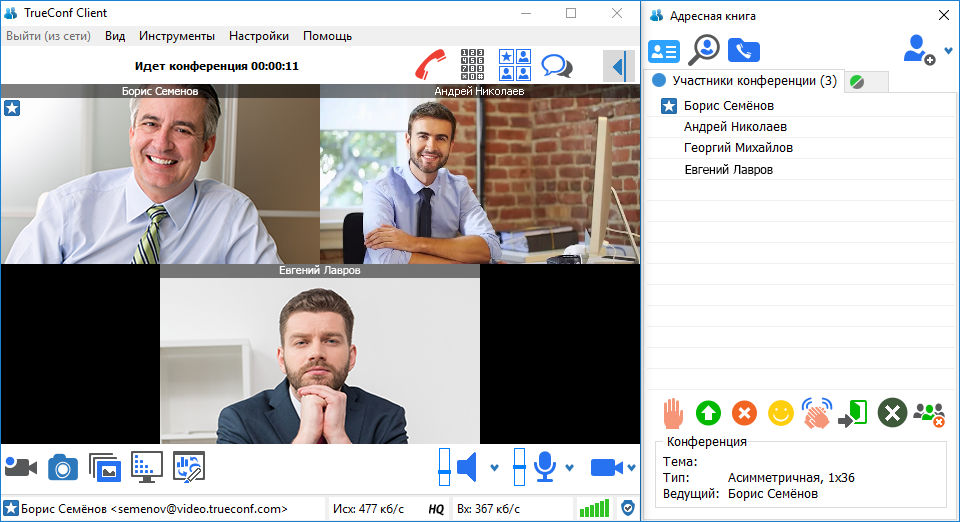 TrueConf Client
Выйти (из сети) Вид Инструменты Настройки Помощь
Идет конференция 00:00:11
Борис Семенов
Андрей Николаев
Евгений Лавров
Борис Семёнов <semenov@video.trueconf.com>
Исх: 477 кб/с
HQ
Вх: 367 кб/с
Адресная книга
Участники конференции (3)
Борис Семёнов
Андрей Николаев
Георгий Михайлов
Евгений Лавров
Конференция
Тема:
Тип: Асимметричная, 1x36
Ведущий: Борис Семёнов